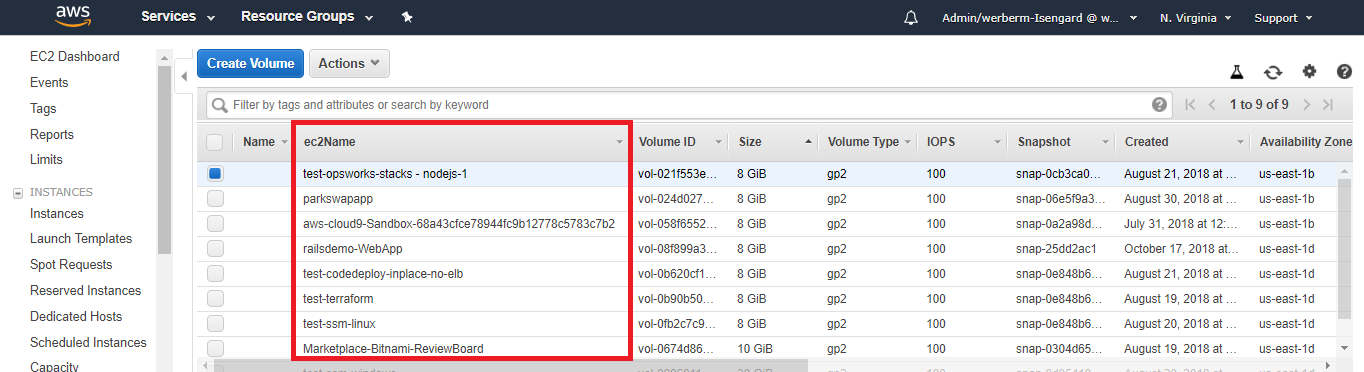 aws Services Resource Groups Admin/werberm-Isengard @ w... N. Virginia Support
EC2 Dashboard
Events
Tags
Reports
Limits
INSTANCES
Instances
Launch Templates
Spot Requests
Reserved Instances
Dedicated Hosts
Scheduled Instances
Capacity
Create Volume Actions
Filter by tags and attributes or search by keyword 1 to 9 of 9
Name ec2Name Volume ID Size Volume Type IOPS Snapshot Created Availability Zone
test-opsworks-stacks - nodejs-1 vol-021f553e... 8 GiB gp2 100 snap-0cb3ca0... August 21, 2018 at ... us-east-1b
parkswapapp vol-024d027... 8 GiB gp2 100 snap-06e5f9a3... August 30, 2018 at ... us-east-1b
aws-cloud9-Sandbox-68a43cfce78944fc9b12778c5783c7b2 vol-058f6552... 8 GiB gp2 100 snap-0a2a98d... July 31, 2018 at 12:... us-east-1b
railsdemo-WebApp vol-08f899a3... 8 GiB gp2 100 snap-25dd2ac1 October 17, 2018 at ... us-east-1d
test-codedeploy-inplace-no-elb vol-0b620cf1... 8 GiB gp2 100 snap-0e848b6... August 21, 2018 at ... us-east-1d
test-terraform vol-0b90b50... 8 GiB gp2 100 snap-0e848b6... August 19, 2018 at ... us-east-1d
test-ssm-linux vol-0fb2c7c9... 8 GiB gp2 100 snap-0e848b6... August 20, 2018 at ... us-east-1d
Marketplace-Bitnami-ReviewBoard vol-0674d86... 10 GiB gp2 100 snap-0304d65... August 19, 2018 at ... us-east-1d